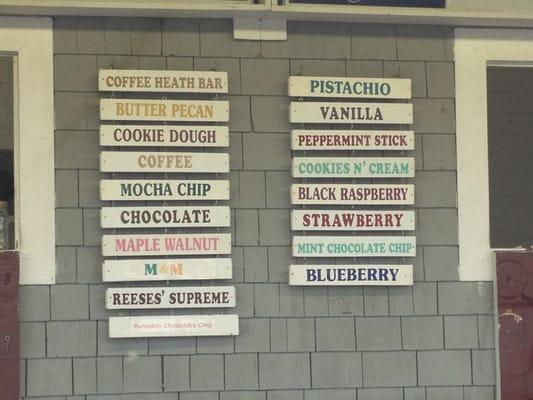 COFFEE HEATH BAR
BUTTER PECAN
COOKIE DOUGH
COFFEE
MOCHA CHIP
CHOCOLATE
MAPLE WALNUT
M&M
REESES' SUPREME
Pumpkin Chocolate Chip
PISTACHIO
VANILLA
PEPPERMINT STICK
COOKIES N' CREAM
BLACK RASPBERRY
STRAWBERRY
MINT CHOCOLATE CHIP
BLUEBERRY